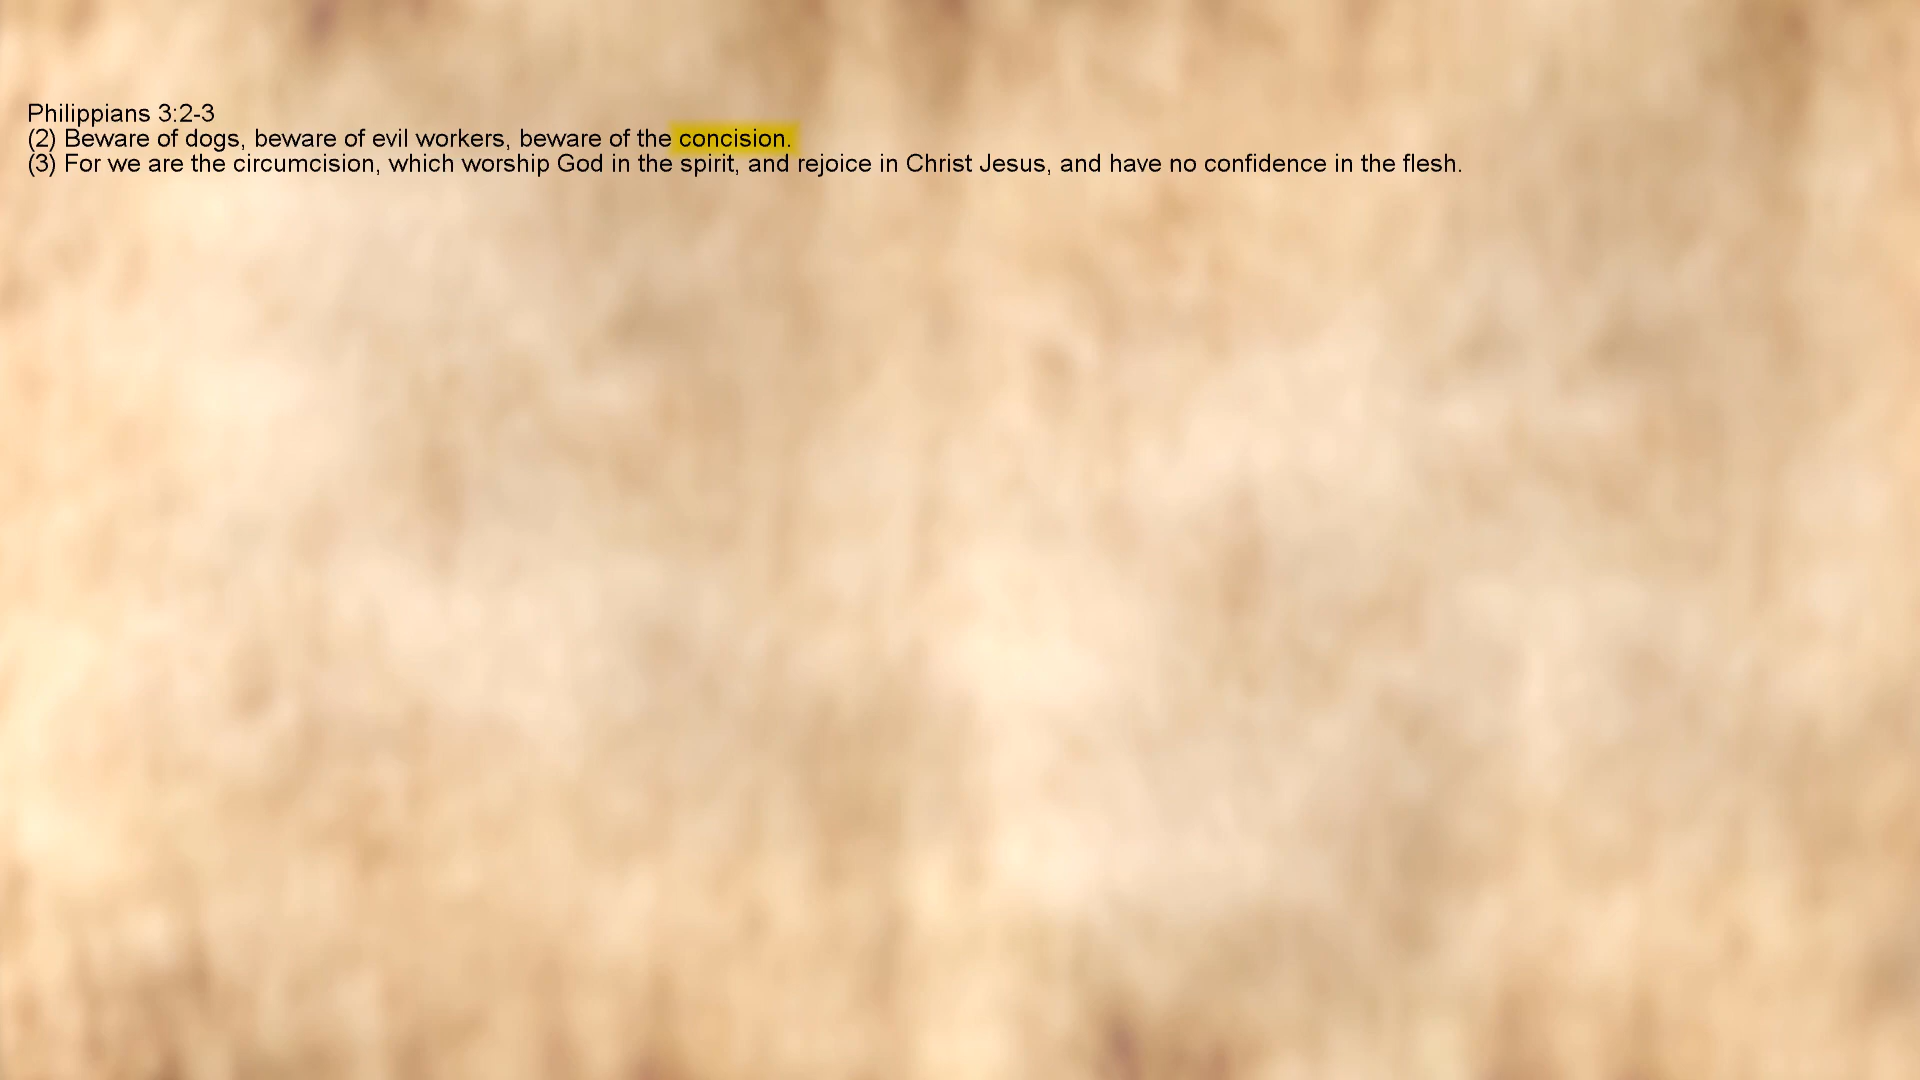 Philippians 3:2-3
(2) Beware of dogs, beware of evil workers, beware of the concision.
(3) For we are the circumcision, which worship God in the spirit, and rejoice in Christ Jesus, and have no confidence in the flesh.